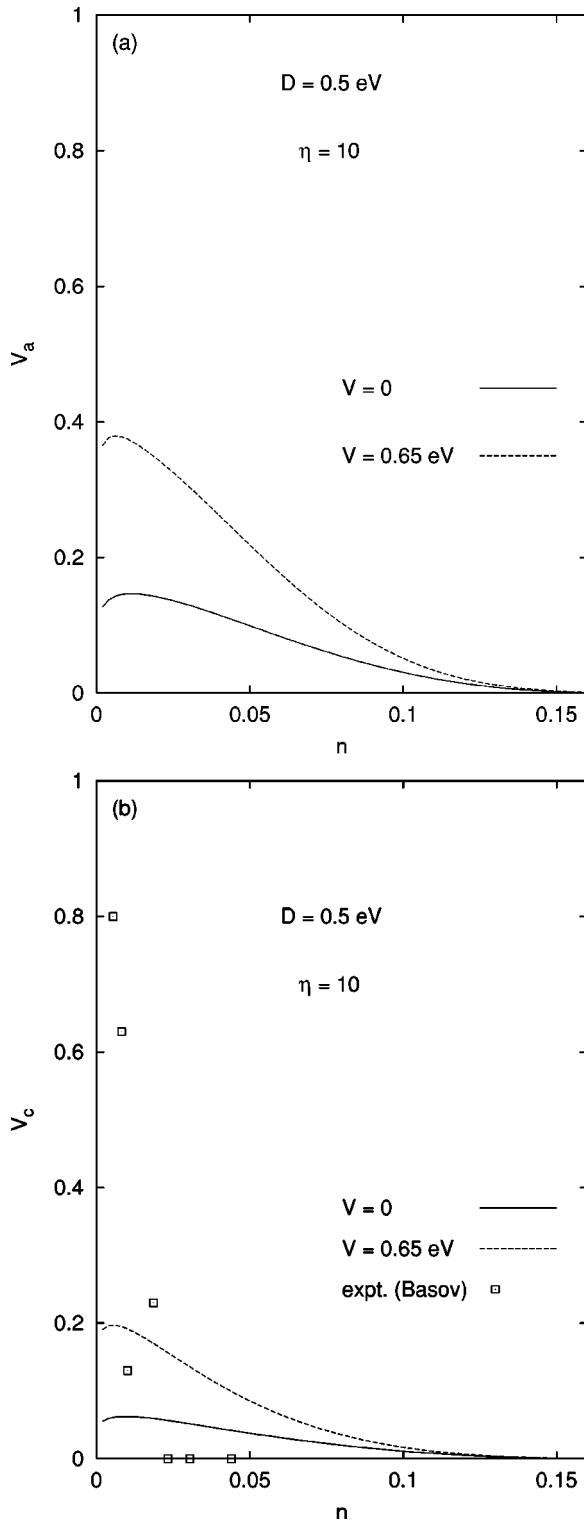 1
(a)
D = 0.5 eV
0.8
η = 10
0.6
V_a
V = 0
0.4
V = 0.65 eV
0.2
0
0 0.05 0.1 0.15
n
1
(b)
0.8
D = 0.5 eV
η = 10
0.6
V_c
0.4
V = 0
V = 0.65 eV
expt. (Basov)
0.2
0
0 0.05 0.1 0.15
n